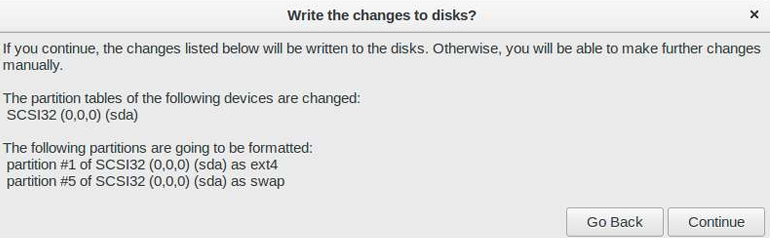 Write the changes to disks?
If you continue, the changes listed below will be written to the disks. Otherwise, you will be able to make further changes
manually.
The partition tables of the following devices are changed:
SCSI32 (0,0,0) (sda)
The following partitions are going to be formatted:
partition #1 of SCSI32 (0,0,0) (sda) as ext4
partition #5 of SCSI32 (0,0,0) (sda) as swap
Go Back Continue